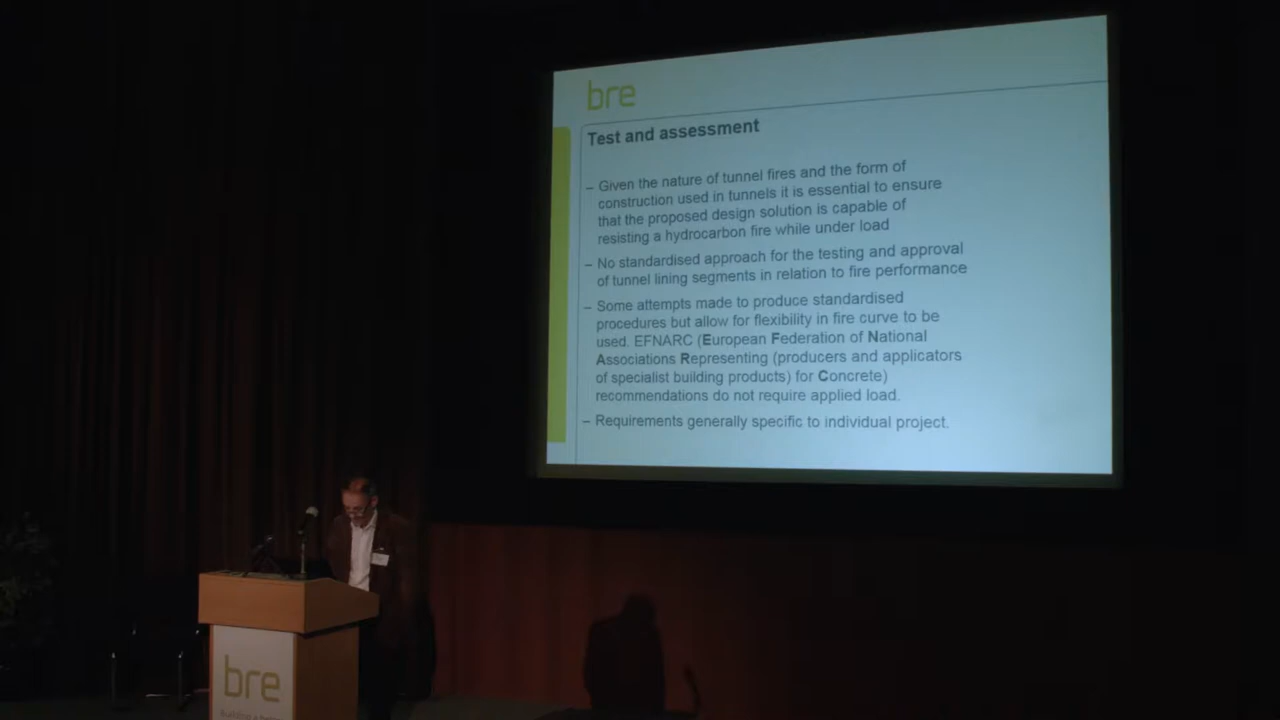 bre
Test and assessment
– Given the nature of tunnel fires and the form of
construction used in tunnels it is essential to ensure
that the proposed design solution is capable of
resisting a hydrocarbon fire while under load
– No standardised approach for the testing and approval
of tunnel lining segments in relation to fire performance
– Some attempts made to produce standardised
procedures but allow for flexibility in fire curve to be
used. EFNARC (European Federation of National
Associations Representing (producers and applicators
of specialist building products) for Concrete)
recommendations do not require applied load.
– Requirements generally specific to individual project.
bre